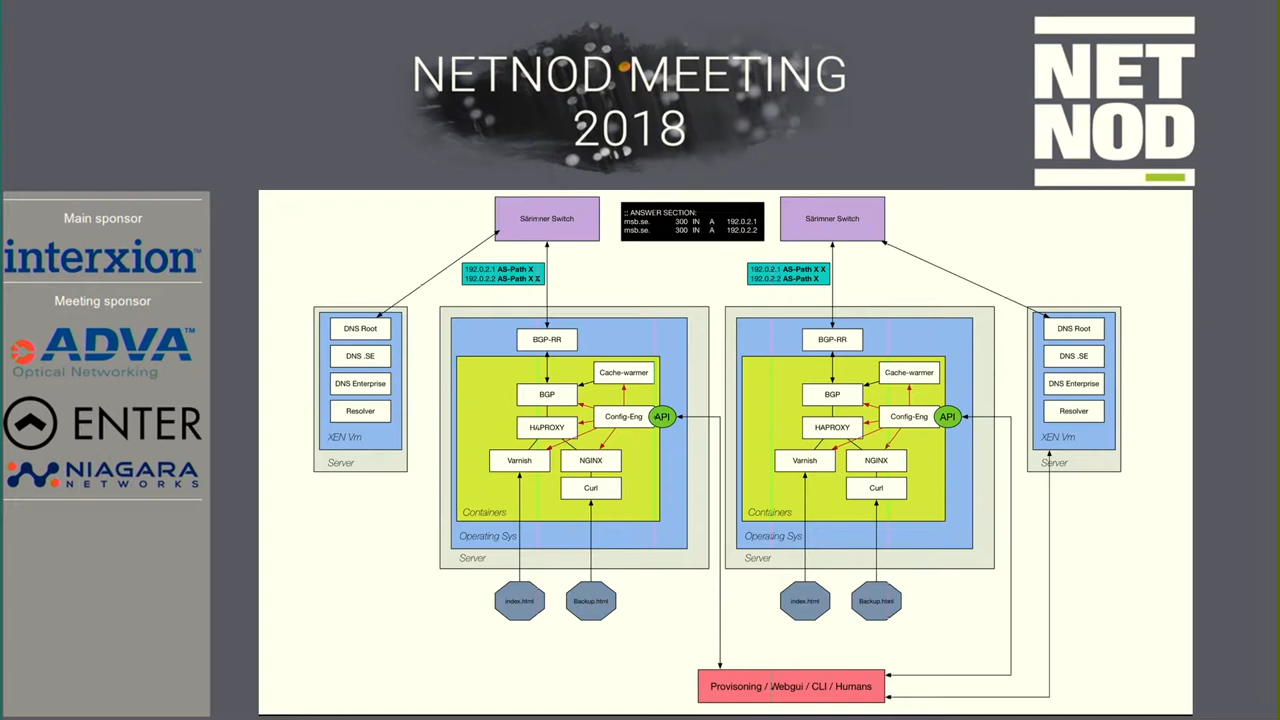 NETNOD MEETING
2018
NET
NOD
Main sponsor
interxion™
Meeting sponsor
ADVA™
Optical Networking
ENTER
NIAGARA
NETWORKS
Särimner Switch
;; ANSWER SECTION:
msb.se. 300 IN A 192.0.2.1
msb.se. 300 IN A 192.0.2.2
Särimner Switch
192.0.2.1 AS-Path X
192.0.2.2 AS-Path X X
192.0.2.1 AS-Path X X
192.0.2.2 AS-Path X
DNS Root
DNS .SE
DNS Enterprise
Resolver
XEN Vm
Server
BGP-RR
Cache-warmer
BGP
Config-Eng
API
HAPROXY
Varnish
NGINX
Curl
Containers
Operating Sys
Server
index.html
Backup.html
BGP-RR
Cache-warmer
BGP
Config-Eng
API
HAPROXY
Varnish
NGINX
Curl
Containers
Operating Sys
Server
index.html
Backup.html
DNS Root
DNS .SE
DNS Enterprise
Resolver
XEN Vm
Server
Provisoning / Webgui / CLI / Humans